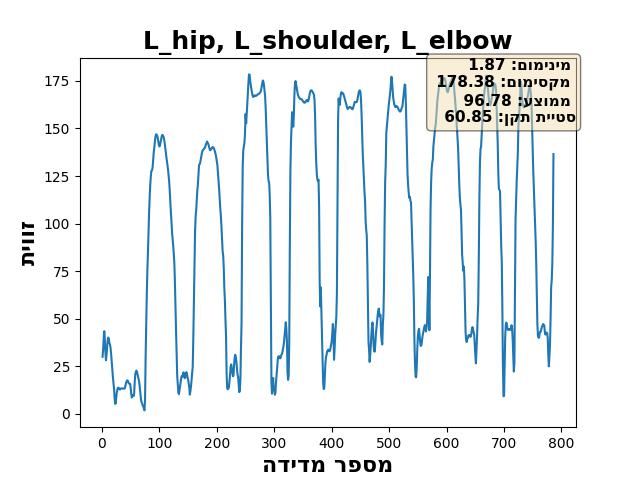 L_hip, L_shoulder, L_elbow
מינימום: 1.87
מקסימום: 178.38
ממוצע: 96.78
סטיית תקן: 60.85
175
150
125
100
75
50
25
0
זווית
0 100 200 300 400 500 600 700 800
מספר מדידה